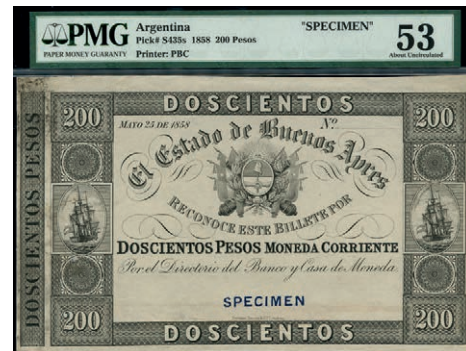 PMG
PAPER MONEY GUARANTY
Argentina
Pick# S435s 1858 200 Pesos
Printer: PBC
"SPECIMEN"
53
About Uncirculated
DOSCIENTOS PESOS
200
DOSCIENTOS
200
MAYO 25 DE 1858
Nº
El Estado de Buenos Ayres
RECONOCE ESTE BILLETE POR
DOSCIENTOS PESOS MONEDA CORRIENTE
Por el Directorio del Banco y Casa de Moneda
SPECIMEN
200
DOSCIENTOS
200